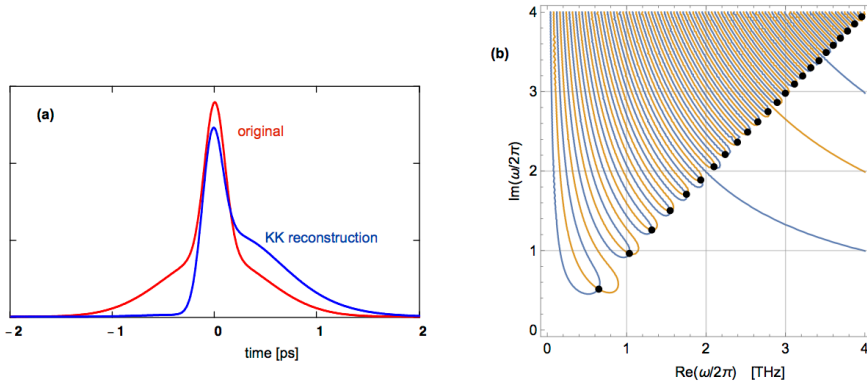 (a)
original
KK reconstruction
−2
−1
0
1
2
time [ps]
(b)
4
3
2
1
0
Im(ω/2π)
0
1
2
3
4
Re(ω/2π) [THz]